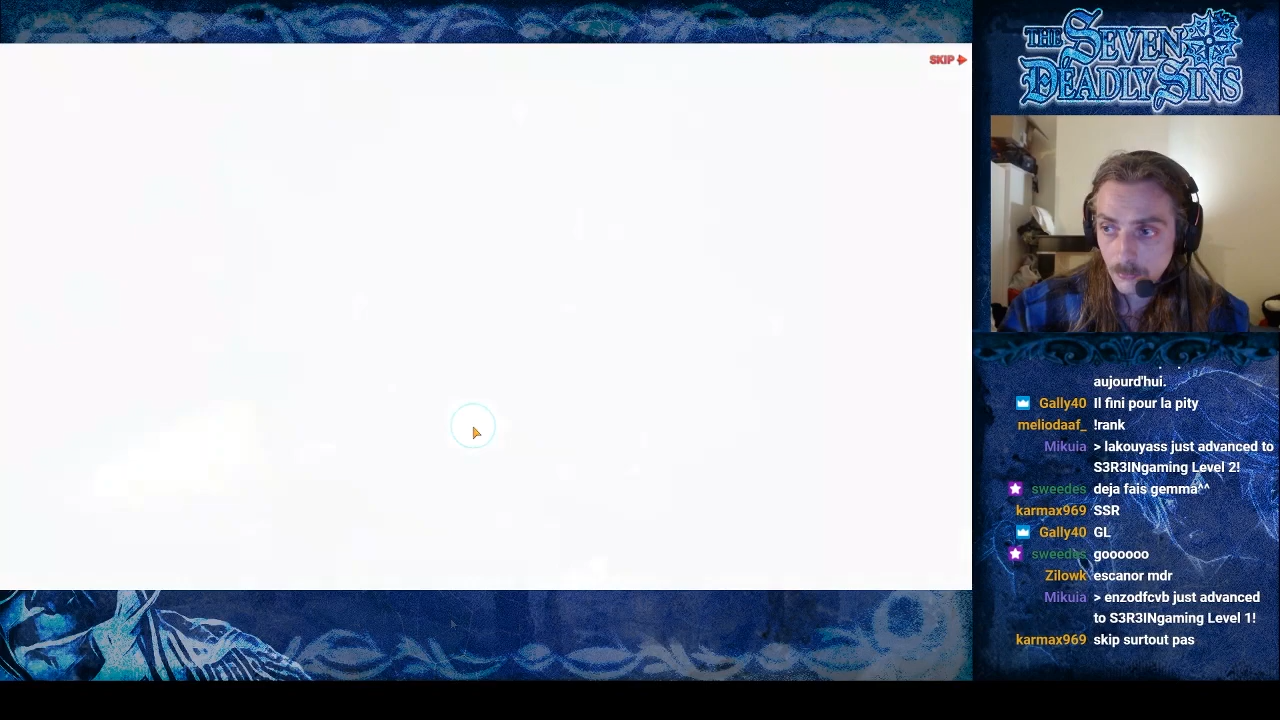 SKIP
THE SEVEN
DEADLY SINS
aujourd'hui.
Gally40 Il fini pour la pity
meliodaaf_ !rank
Mikuia > lakouyass just advanced to
S3R3INgaming Level 2!
sweedes deja fais gemma^^
karmax969 SSR
Gally40 GL
sweedes goooooo
Zilowk escanor mdr
Mikuia > enzodfcvb just advanced
to S3R3INgaming Level 1!
karmax969 skip surtout pas